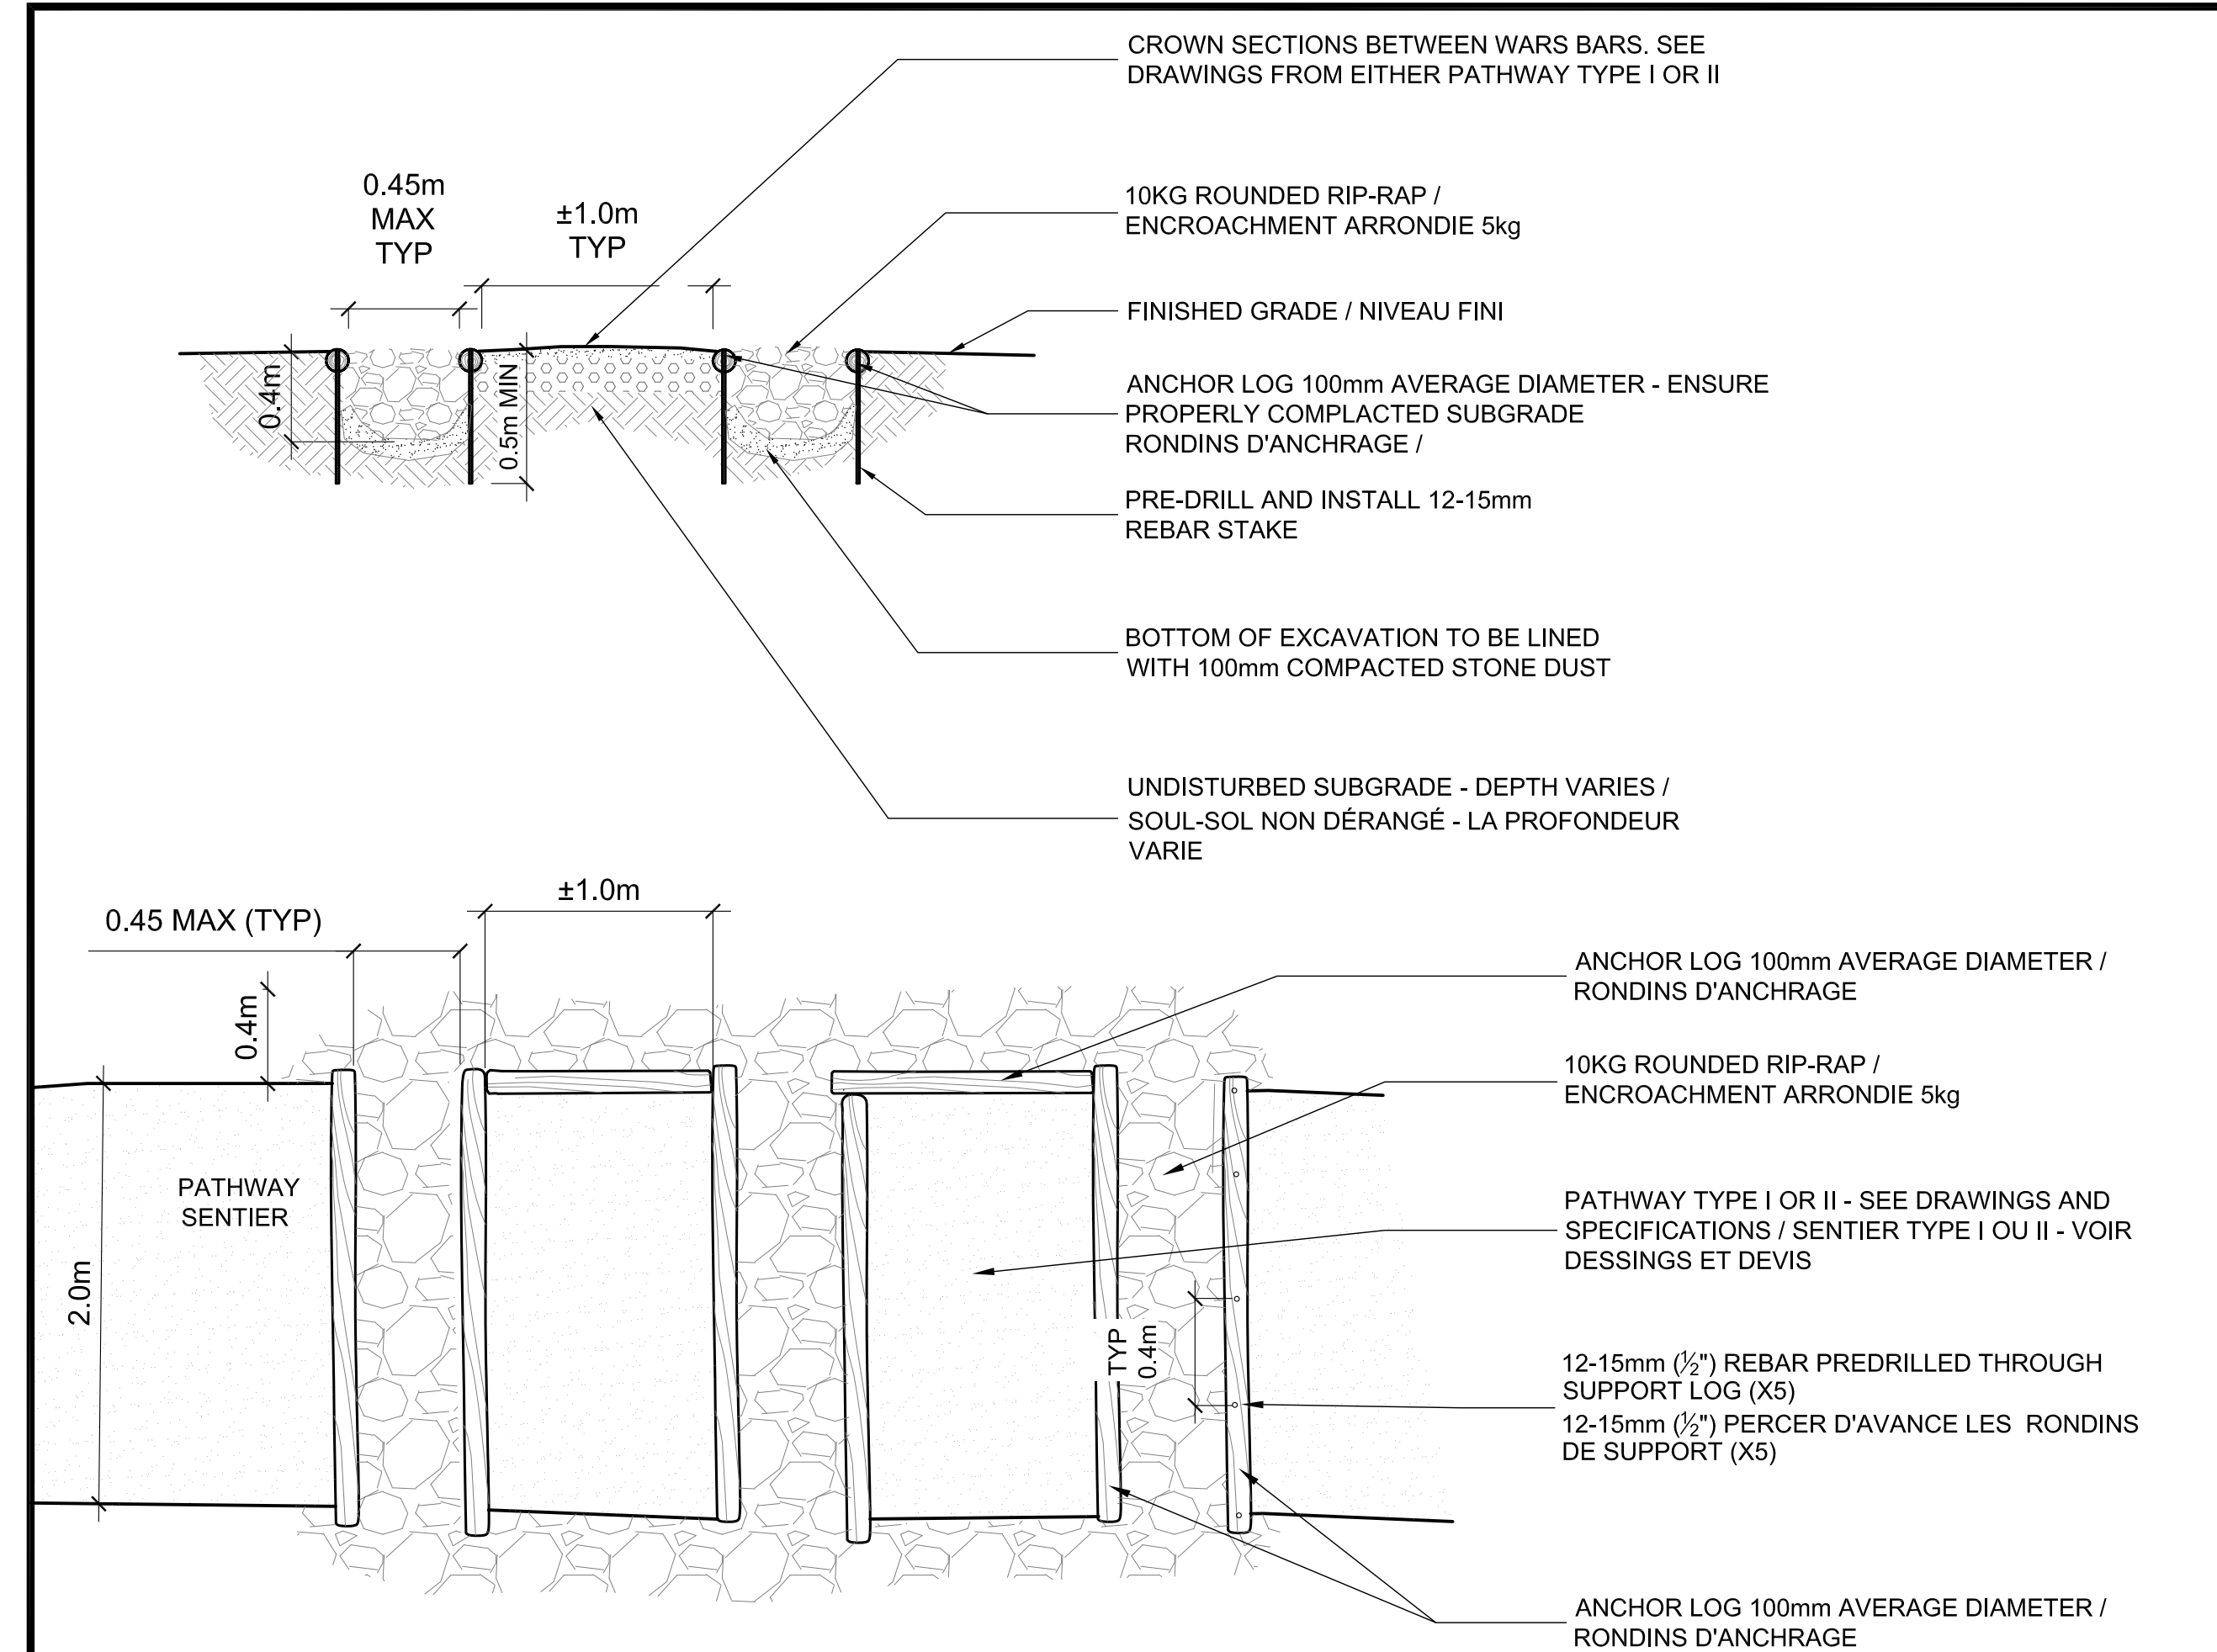 CROWN SECTIONS BETWEEN WARS BARS. SEE
DRAWINGS FROM EITHER PATHWAY TYPE I OR II
0.45m
MAX
TYP
±1.0m
TYP
10KG ROUNDED RIP-RAP /
ENCROACHMENT ARRONDIE 5kg
FINISHED GRADE / NIVEAU FINI
0.4m
0.5m MIN
ANCHOR LOG 100mm AVERAGE DIAMETER - ENSURE
PROPERLY COMPLACTED SUBGRADE
RONDINS D'ANCHRAGE /
PRE-DRILL AND INSTALL 12-15mm
REBAR STAKE
BOTTOM OF EXCAVATION TO BE LINED
WITH 100mm COMPACTED STONE DUST
UNDISTURBED SUBGRADE - DEPTH VARIES /
SOUL-SOL NON DÉRANGÉ - LA PROFONDEUR
VARIE
±1.0m
0.45 MAX (TYP)
0.4m
ANCHOR LOG 100mm AVERAGE DIAMETER /
RONDINS D'ANCHRAGE
10KG ROUNDED RIP-RAP /
ENCROACHMENT ARRONDIE 5kg
PATHWAY
SENTIER
2.0m
PATHWAY TYPE I OR II - SEE DRAWINGS AND
SPECIFICATIONS / SENTIER TYPE I OU II - VOIR
DESSINGS ET DEVIS
TYP
0.4m
12-15mm (½") REBAR PREDRILLED THROUGH
SUPPORT LOG (X5)
12-15mm (½") PERCER D'AVANCE LES RONDINS
DE SUPPORT (X5)
ANCHOR LOG 100mm AVERAGE DIAMETER /
RONDINS D'ANCHRAGE